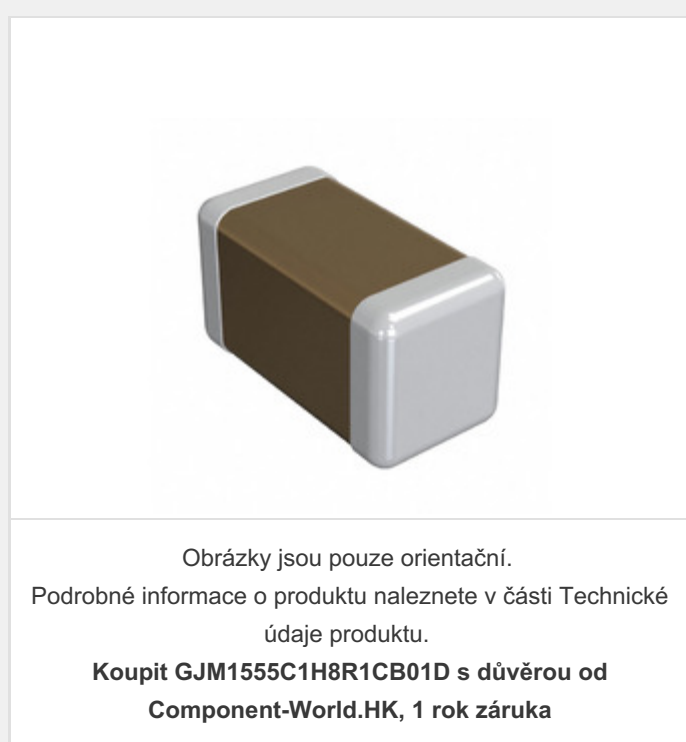 Obrázky jsou pouze orientační.
Podrobné informace o produktu naleznete v části Technické
údaje produktu.
Koupit GJM1555C1H8R1CB01D s důvěrou od
Component-World.HK, 1 rok záruka